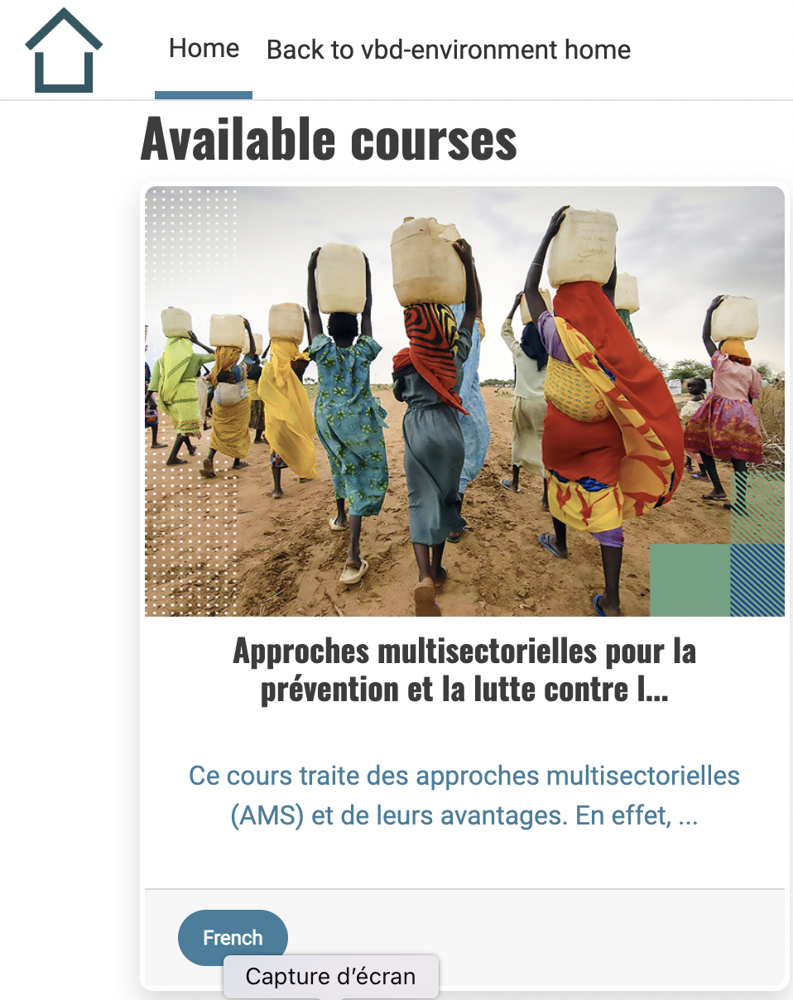 Home Back to vbd-environment home
Available courses
Approches multisectorielles pour la
prévention et la lutte contre l...
Ce cours traite des approches multisectorielles
(AMS) et de leurs avantages. En effet, ...
French
Capture d’écran